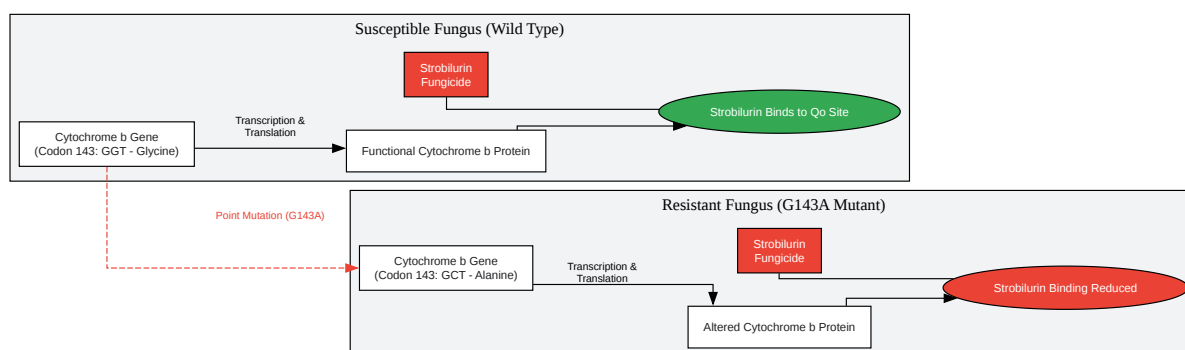 Susceptible Fungus (Wild Type)
Strobilurin
Fungicide
Strobilurin Binds to Qo Site
Transcription &
Translation
Cytochrome b Gene
(Codon 143: GGT - Glycine)
Functional Cytochrome b Protein
Point Mutation (G143A)
Resistant Fungus (G143A Mutant)
Strobilurin
Fungicide
Cytochrome b Gene
(Codon 143: GCT - Alanine)
Transcription &
Translation
Strobilurin Binding Reduced
Altered Cytochrome b Protein